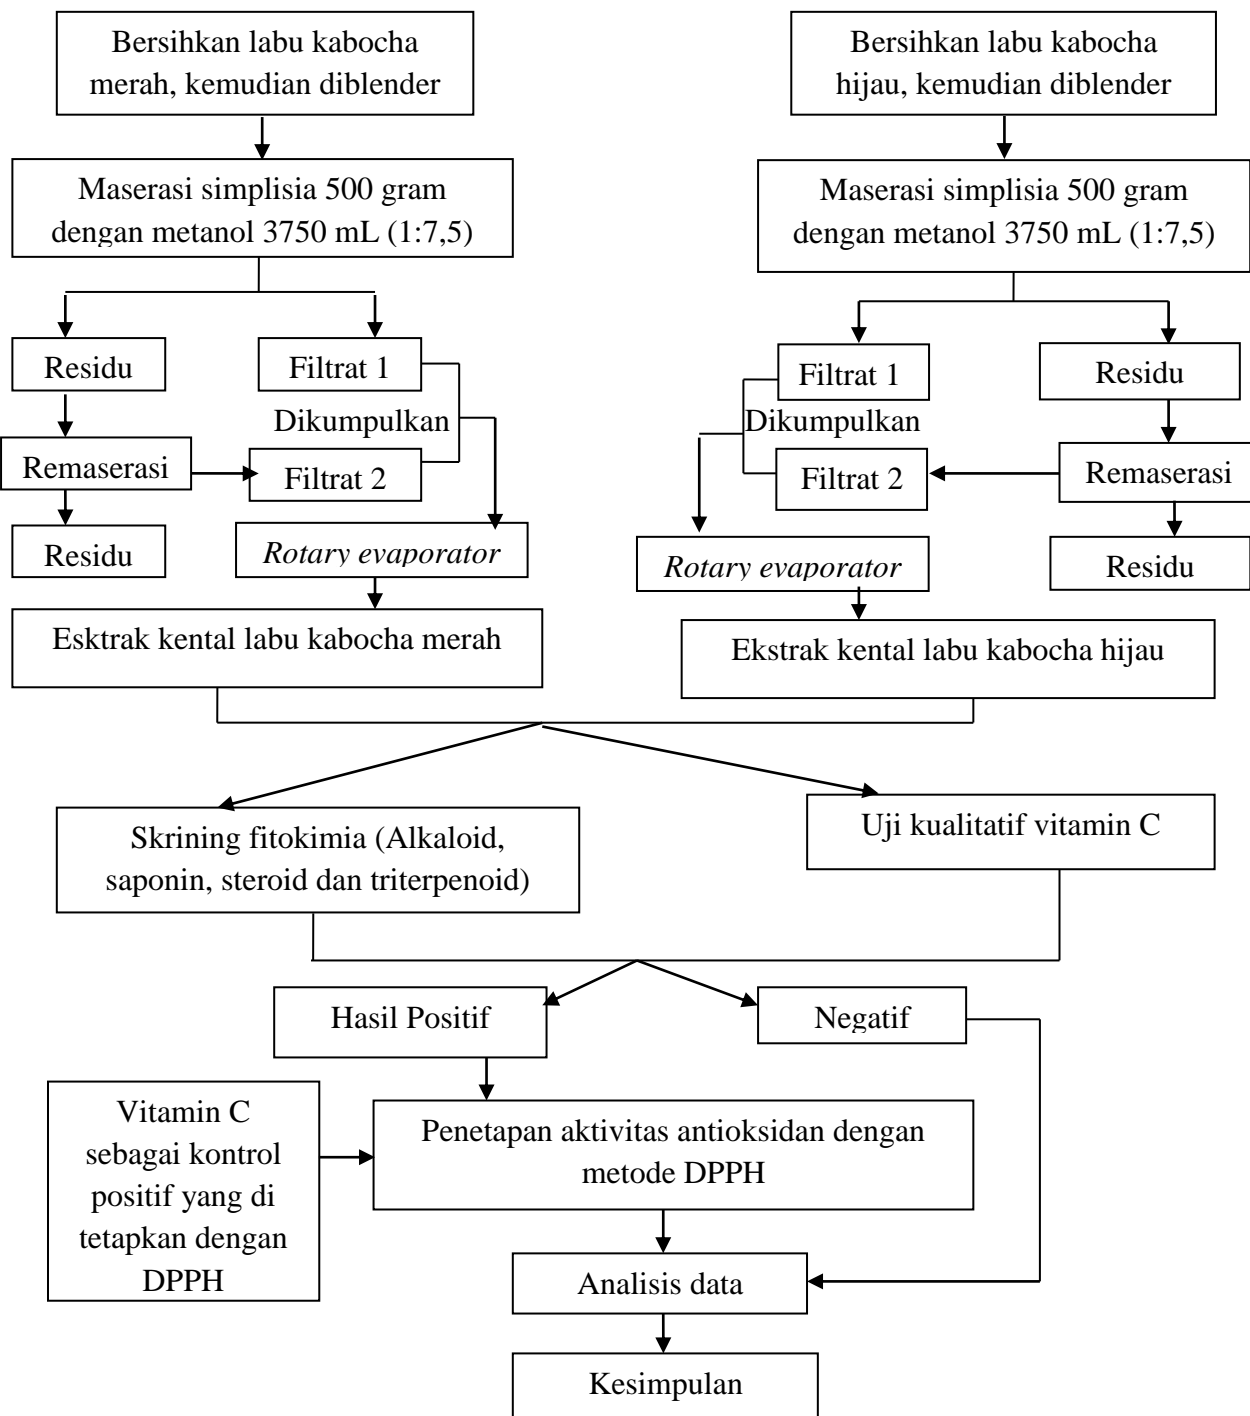 Bersihkan labu kabocha
merah, kemudian diblender
Bersihkan labu kabocha
hijau, kemudian diblender
Maserasi simplisia 500 gram
dengan metanol 3750 mL (1:7,5)
Maserasi simplisia 500 gram
dengan metanol 3750 mL (1:7,5)
Residu
Filtrat 1
Filtrat 1
Residu
Dikumpulkan
Dikumpulkan
Remaserasi
Filtrat 2
Filtrat 2
Remaserasi
Residu
Rotary evaporator
Rotary evaporator
Residu
Esktrak kental labu kabocha merah
Ekstrak kental labu kabocha hijau
Skrining fitokimia (Alkaloid,
saponin, steroid dan triterpenoid)
Uji kualitatif vitamin C
Hasil Positif
Negatif
Vitamin C
sebagai kontrol
positif yang di
tetapkan dengan
DPPH
Penetapan aktivitas antioksidan dengan
metode DPPH
Analisis data
Kesimpulan